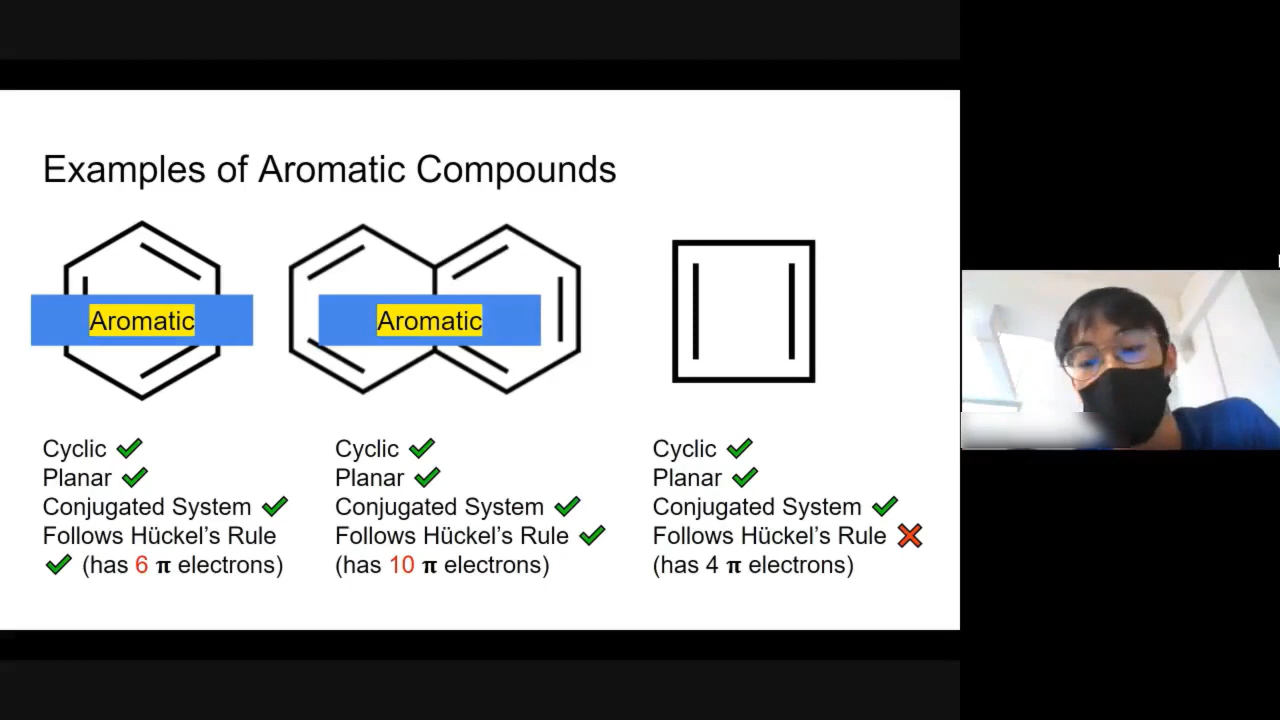 Examples of Aromatic Compounds
Aromatic
Aromatic
Cyclic ✔
Planar ✔
Conjugated System ✔
Follows Hückel's Rule
✔ (has 6 π electrons)
Cyclic ✔
Planar ✔
Conjugated System ✔
Follows Hückel's Rule ✔
(has 10 π electrons)
Cyclic ✔
Planar ✔
Conjugated System ✔
Follows Hückel's Rule ❌
(has 4 π electrons)